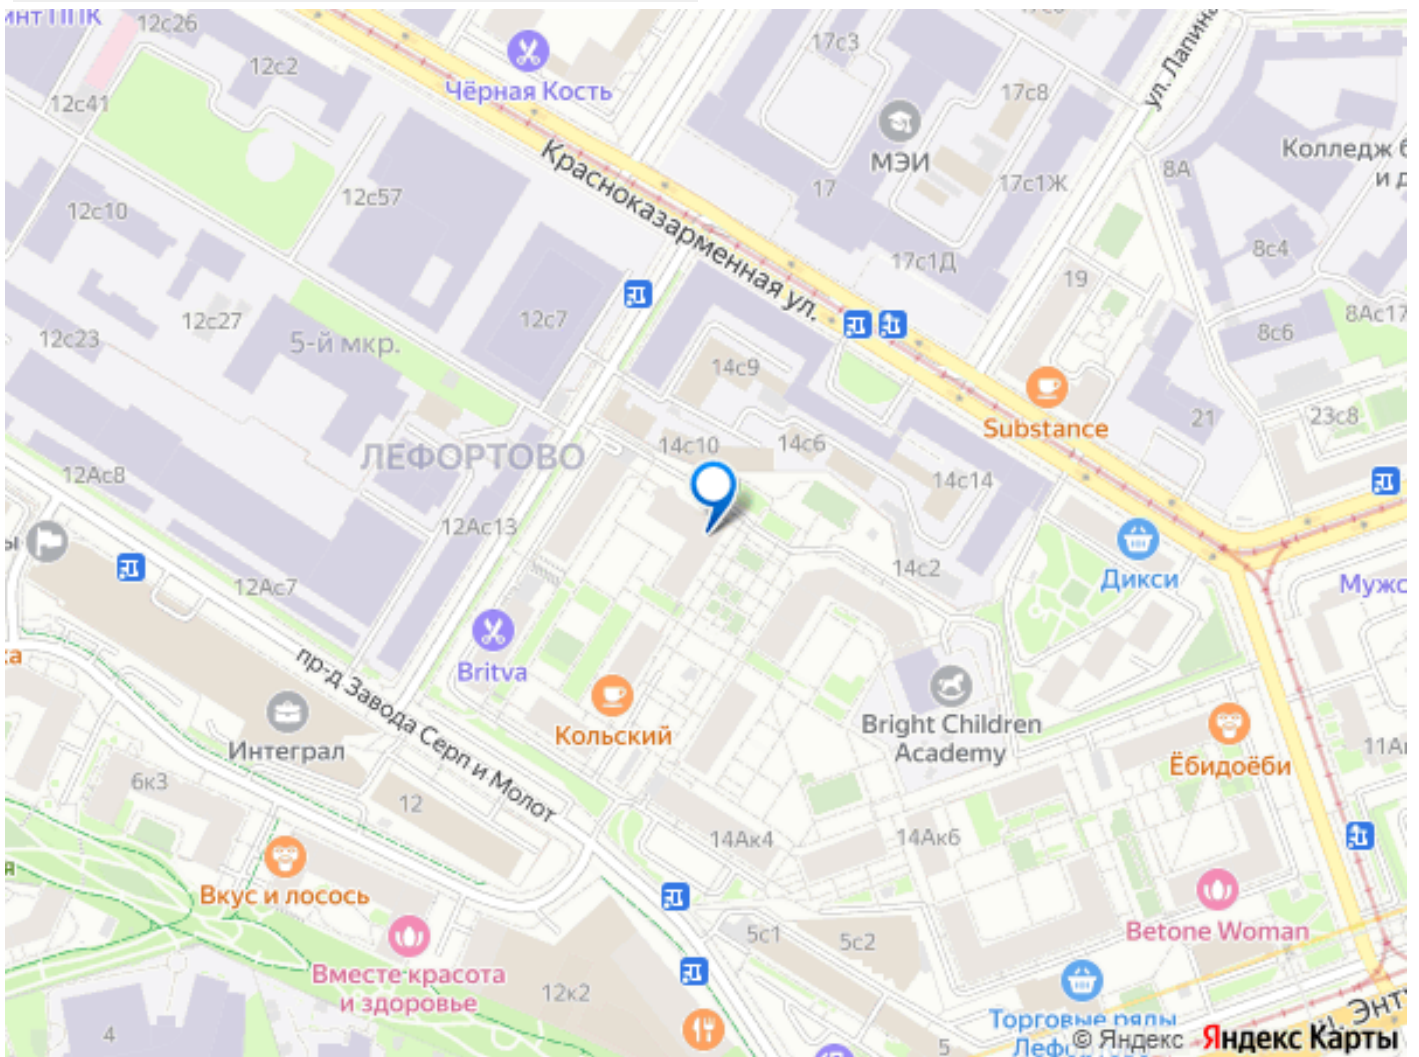 12с26
12с2
12с41
Чёрная Кость
17с3
17с8
ул. Лапина
МЭИ
17
17с1Ж
8А
Колледж
12с10
12с57
Красноказарменная ул.
17с1Д
19
8с4
8с6
8Ас17
12с23
12с27
5-й мкр.
12с7
14с9
Substance
21
23с8
ЛЕФОРТОВО
14с10
14с6
14с14
12Ас8
12Ас13
12Ас7
14с2
Дикси
Britva
Кольский
Bright Children
Academy
пр-д Завода Серп и Молот
Интеграл
Ёбидоёби
6к3
12
14Ак4
14Ак6
Вкус и лосось
Betone Woman
Вместе красота
и здоровье
5с1
5с2
12к2
4
5
Торговые ряды
© Яндекс Яндекс Карты